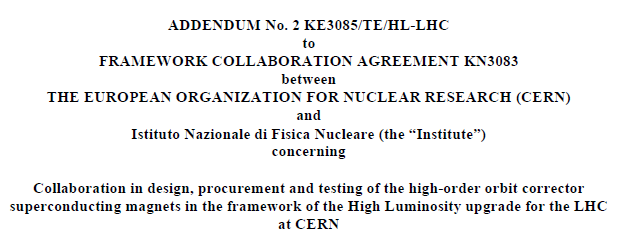 ADDENDUM No. 2 KE3085/TE/HL-LHC
to
FRAMEWORK COLLABORATION AGREEMENT KN3083
between
THE EUROPEAN ORGANIZATION FOR NUCLEAR RESEARCH (CERN)
and
Istituto Nazionale di Fisica Nucleare (the “Institute”)
concerning
Collaboration in design, procurement and testing of the high-order orbit corrector
superconducting magnets in the framework of the High Luminosity upgrade for the LHC
at CERN